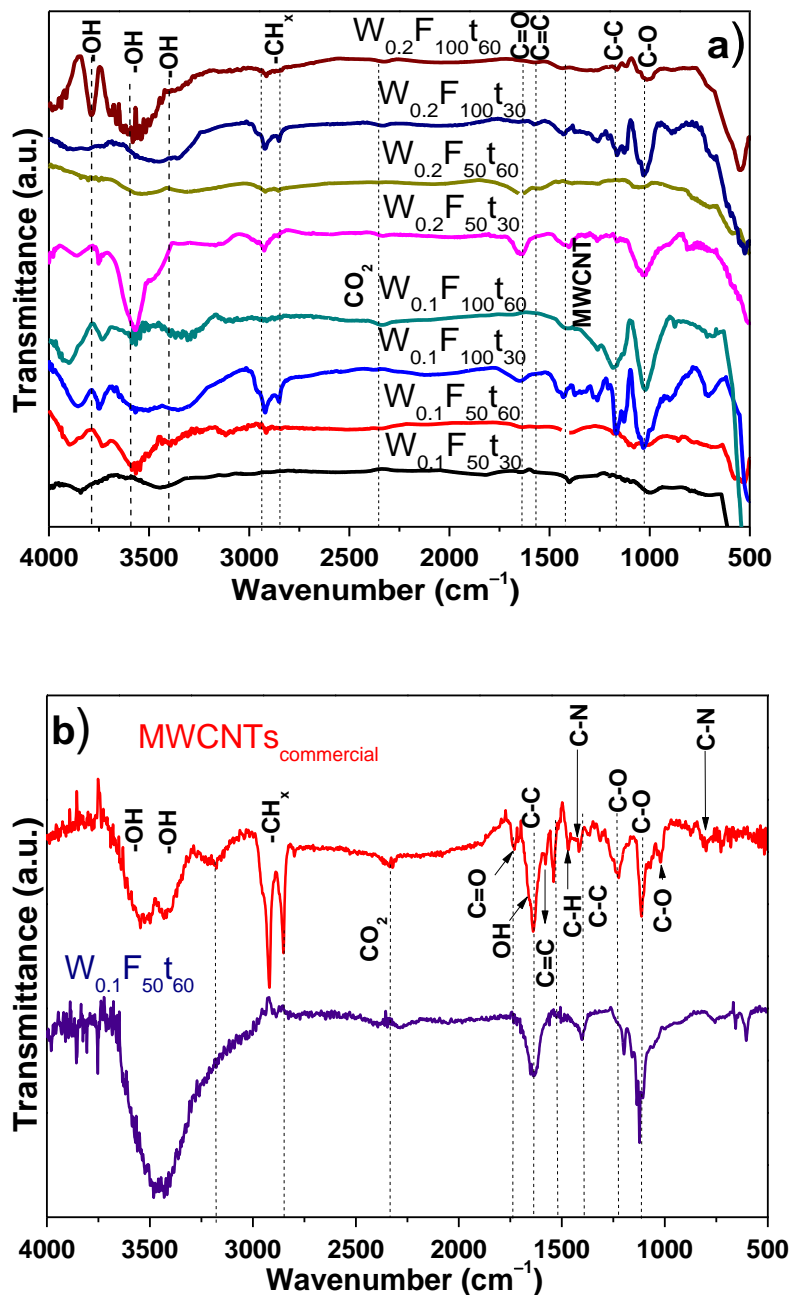 -OH
-OH
-OH
-CHₓ
W₀.₂F₁₀₀t₆₀
C=O
C=C
C-C
C-O
a)
W₀.₂F₁₀₀t₃₀
W₀.₂F₅₀t₆₀
W₀.₂F₅₀t₃₀
CO₂
W₀.₁F₁₀₀t₆₀
MWCNT
W₀.₁F₁₀₀t₃₀
W₀.₁F₅₀t₆₀
W₀.₁F₅₀t₃₀
Transmittance (a.u.)
4000 3500 3000 2500 2000 1500 1000 500
Wavenumber (cm⁻¹)
b)
MWCNTs commercial
-OH
-OH
-CHₓ
CO₂
C=O
OH
C-C
C=C
C-H
C-N
C-C
C-O
C-O
C-O
C-N
W₀.₁F₅₀t₆₀
Transmittance (a.u.)
4000 3500 3000 2500 2000 1500 1000 500
Wavenumber (cm⁻¹)